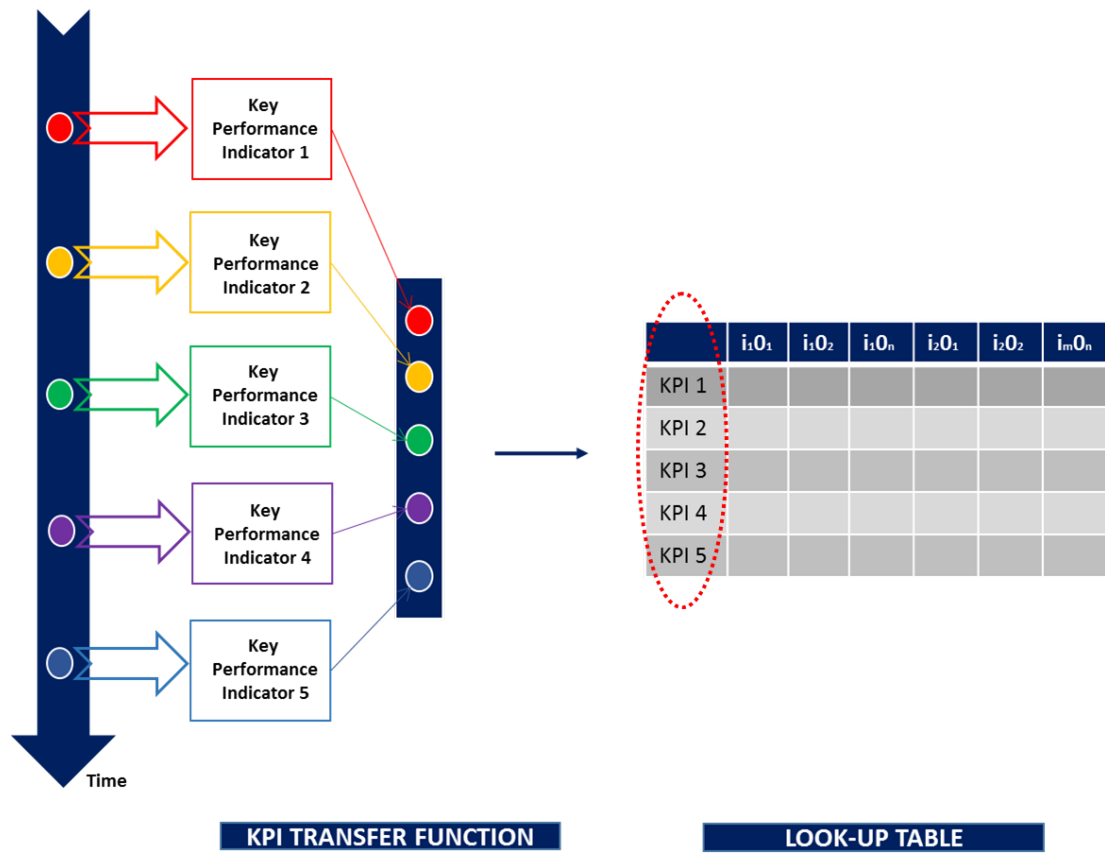 Key
Performance
Indicator 1
Key
Performance
Indicator 2
Key
Performance
Indicator 3
Key
Performance
Indicator 4
Key
Performance
Indicator 5
Time
KPI TRANSFER FUNCTION
i₁O₁ i₁O₂ i₁Oₙ i₂O₁ i₂O₂ iₘOₙ
KPI 1
KPI 2
KPI 3
KPI 4
KPI 5
LOOK-UP TABLE